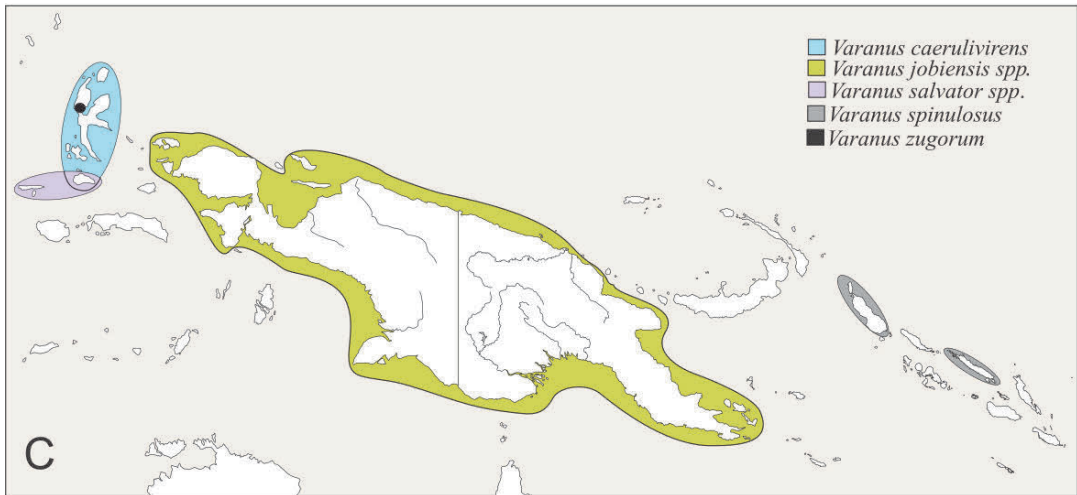 Varanus caerulivirens
Varanus jobiensis spp.
Varanus salvator spp.
Varanus spinulosus
Varanus zugorum
C